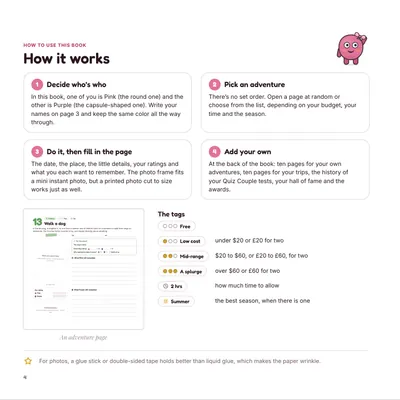 HOW TO USE THIS BOOK
How it works
1 Decide who's who
In this book, one of you is Pink (the round one) and the
other is Purple (the capsule-shaped one). Write your
names on page 3 and keep the same color all the way
through.
2 Pick an adventure
There's no set order. Open a page at random or
choose from the list, depending on your budget, your
time and the season.
3 Do it, then fill in the page
The date, the place, the little details, your ratings and
what you each want to remember. The photo frame fits
a mini instant photo, but a printed photo cut to size
works just as well.
4 Add your own
At the back of the book: ten pages for your own
adventures, ten pages for your trips, the history of
your Quiz Couple tests, your hall of fame and the
awards.
13
Walk a dog
An adventure page
The tags
Free
Low cost under $20 or £20 for two
Mid-range $20 to $60, or £20 to £60, for two
A splurge over $60 or £60 for two
2 hrs how much time to allow
Summer the best season, when there is one
For photos, a glue stick or double-sided tape holds better than liquid glue, which makes the paper wrinkle.